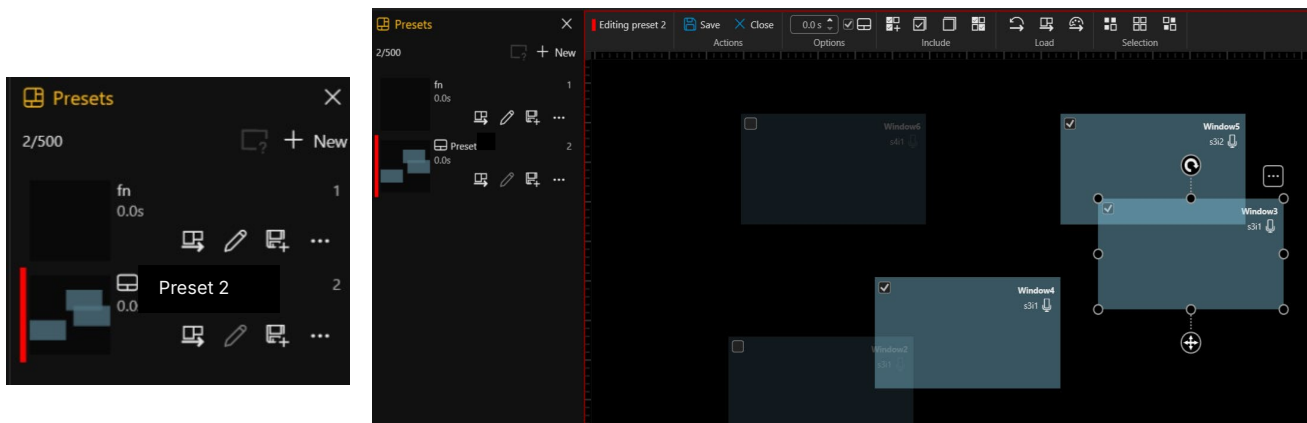 Presets
2/500
New
fn
1
0.0s
Preset 2
2
0.0
Presets
2/500
New
fn
1
0.0s
Preset
2
0.0s
Editing preset 2
Save
Close
0.0 s
Actions
Options
Include
Load
Selection
Window6
s4i1
Window5
s3i2
Window3
s3i1
Window4
s3i1
Window2
s5i1